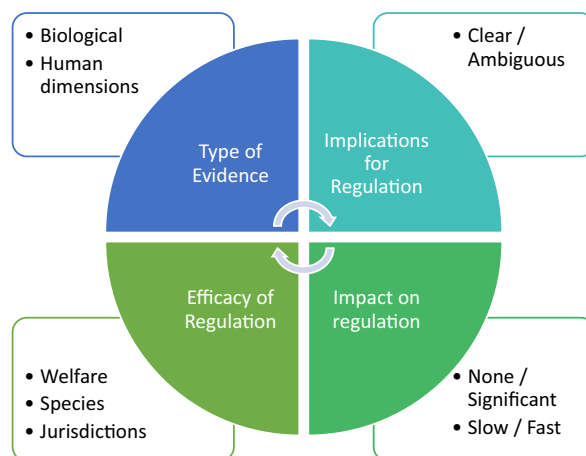 • Biological
• Human
dimensions
• Clear /
Ambiguous
Type of
Evidence
Implications
for
Regulation
Efficacy of
Regulation
Impact on
regulation
• Welfare
• Species
• Jurisdictions
• None /
Significant
• Slow / Fast